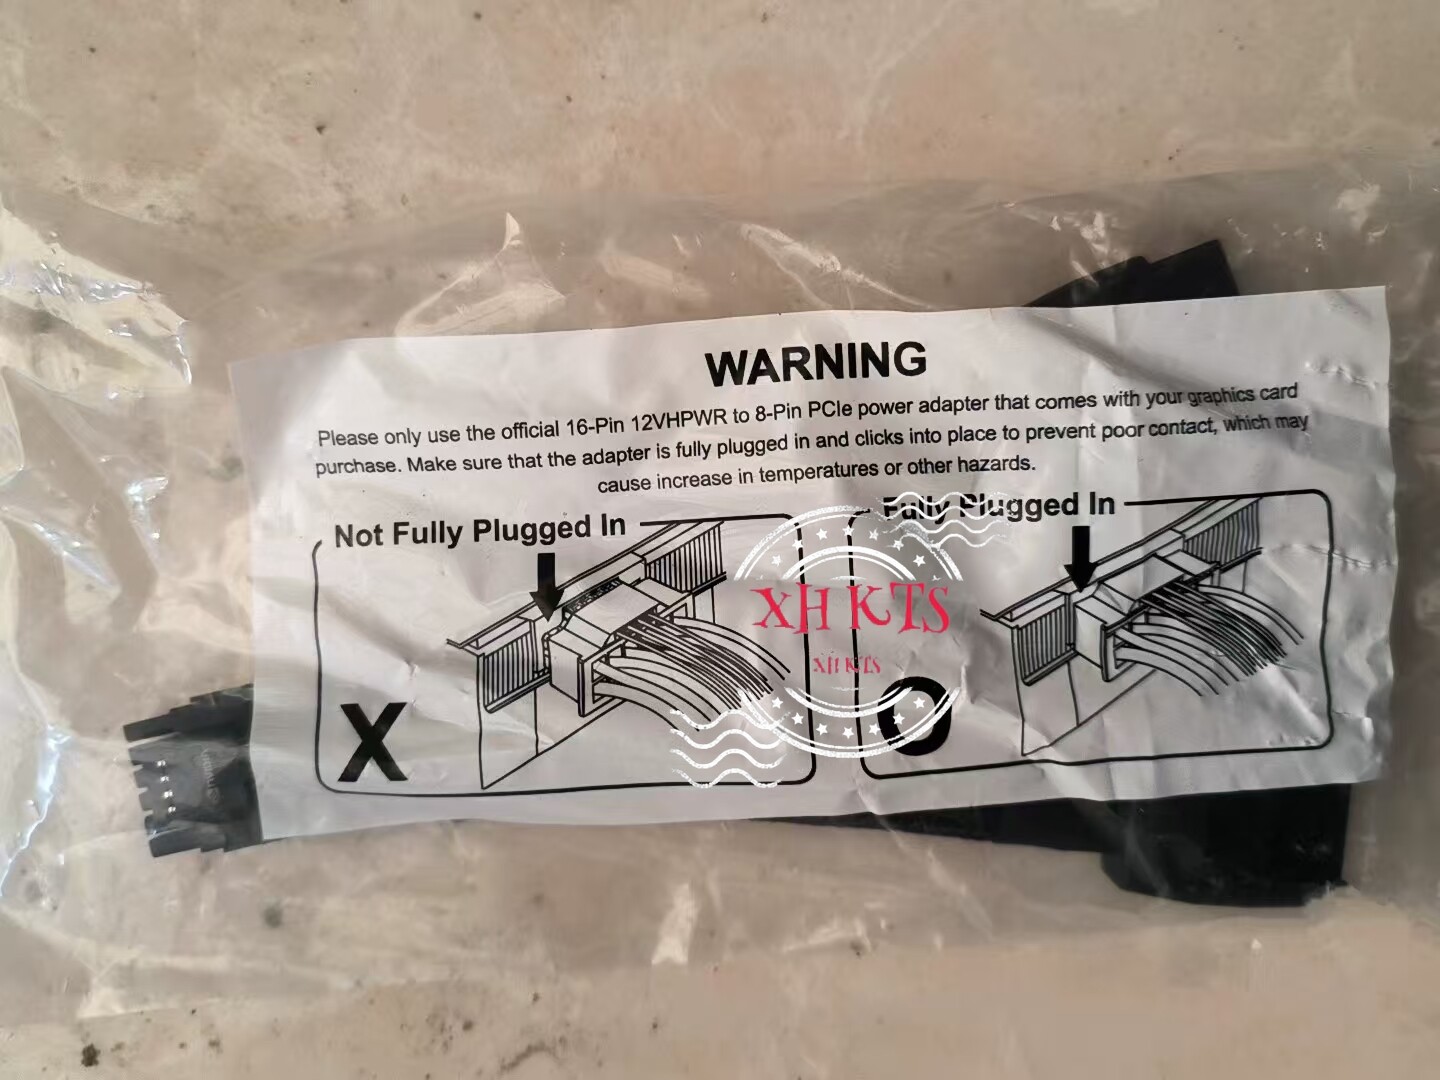 WARNING
Please only use the official 16-Pin 12VHPWR to 8-Pin PCIe power adapter that comes with your graphics card
purchase. Make sure that the adapter is fully plugged in and clicks into place to prevent poor contact, which may
cause increase in temperatures or other hazards.
Not Fully Plugged In
Fully Plugged In
XH KTS
XH KTS
X
O